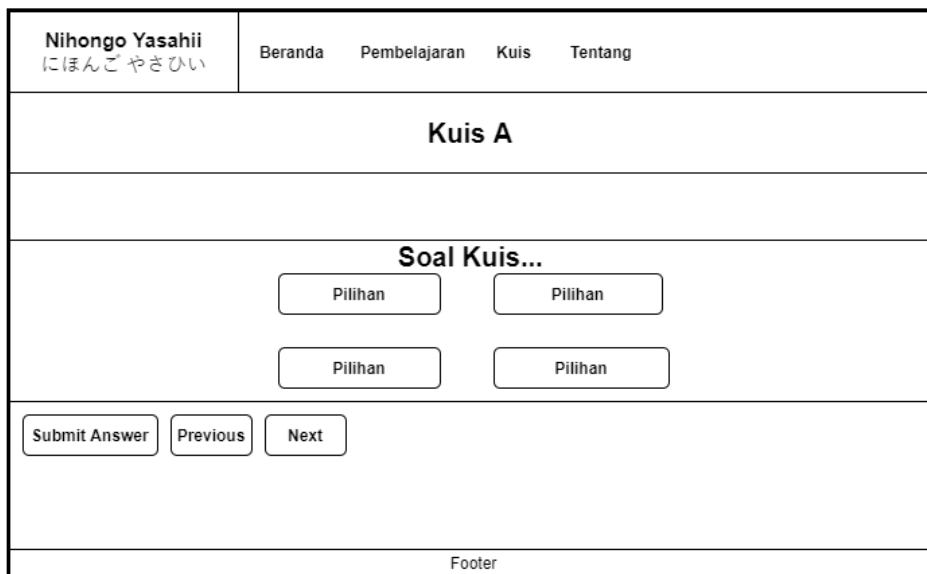 Nihongo Yasahii
にほんご やさひい
Beranda Pembelajaran Kuis Tentang
Kuis A
Soal Kuis...
Pilihan Pilihan
Pilihan Pilihan
Submit Answer Previous Next
Footer